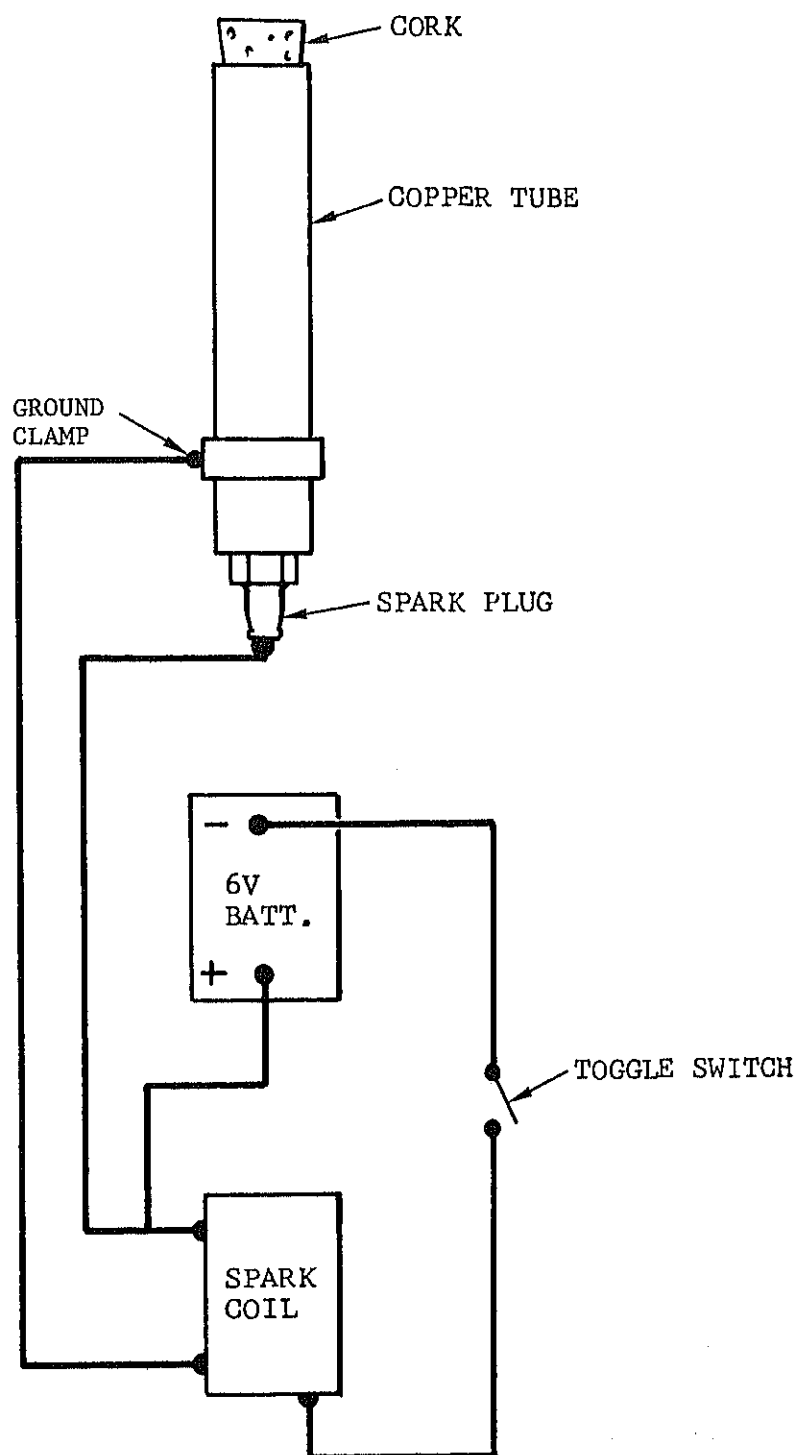 CORK
COPPER TUBE
GROUND
CLAMP
SPARK PLUG
-
6V
BATT.
+
TOGGLE SWITCH
SPARK
COIL